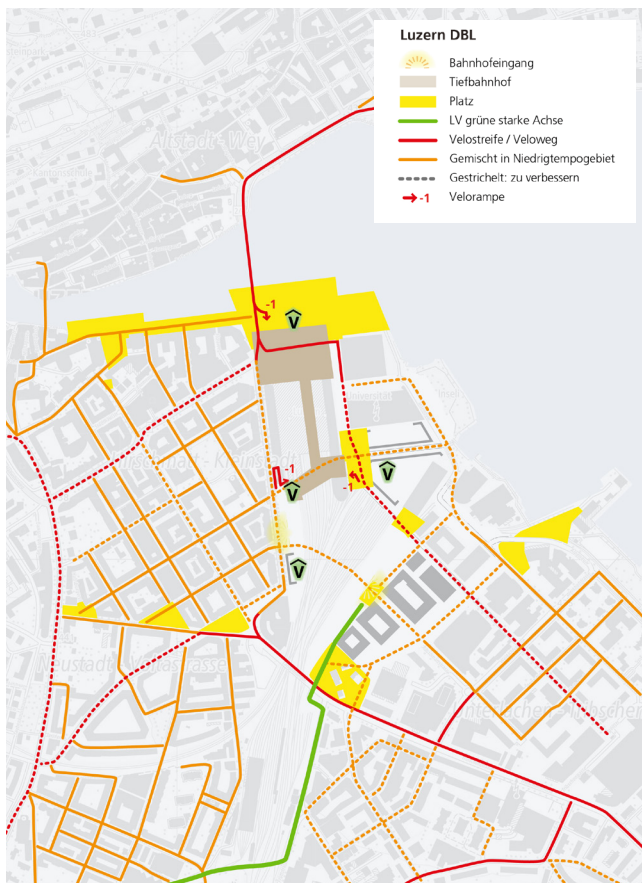 Luzern DBL
Bahnhofeingang
Tiefbahnhof
Platz
LV grüne starke Achse
Velostreife / Veloweg
Gemischt in Niedrigtempogebiet
Gestrichelt: zu verbessern
-1
Velorampe
Altstadt - Wey
-1
V
Kleinstadt
-1
V
V
-1
V
Neustadt